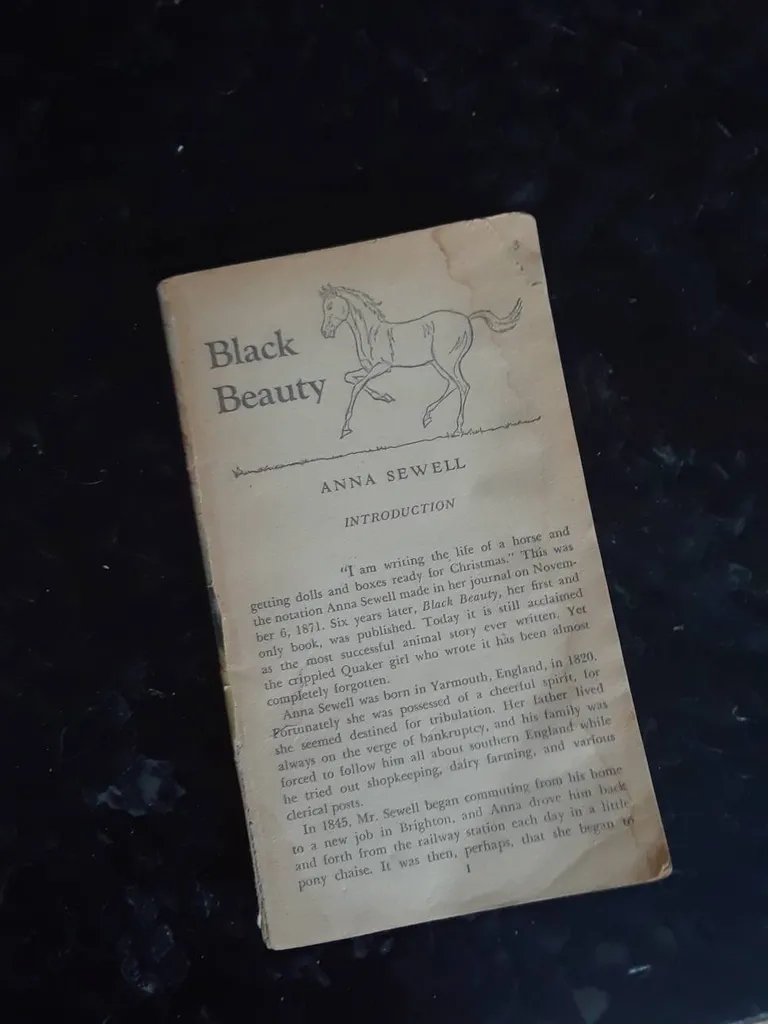 Black
Beauty
ANNA SEWELL
INTRODUCTION
"I am writing the life of a horse and
getting dolls and boxes ready for Christmas." This was
the notation Anna Sewell made in her journal on Novem-
ber 6, 1871. Six years later, Black Beauty, her first and
only book, was published. Today it is still acclaimed
as the most successful animal story ever written. Yet
the crippled Quaker girl who wrote it has been almost
completely forgotten.
Anna Sewell was born in Yarmouth, England, in 1820.
Fortunately she was possessed of a cheerful spirit, for
she seemed destined for tribulation. Her father lived
always on the verge of bankruptcy, and his family was
forced to follow him all about southern England while
he tried out shopkeeping, dairy farming, and various
clerical posts.
In 1845, Mr. Sewell began commuting from his home
to a new job in Brighton, and Anna drove him back
and forth from the railway station each day in a little
pony chaise. It was then, perhaps, that she began to
1